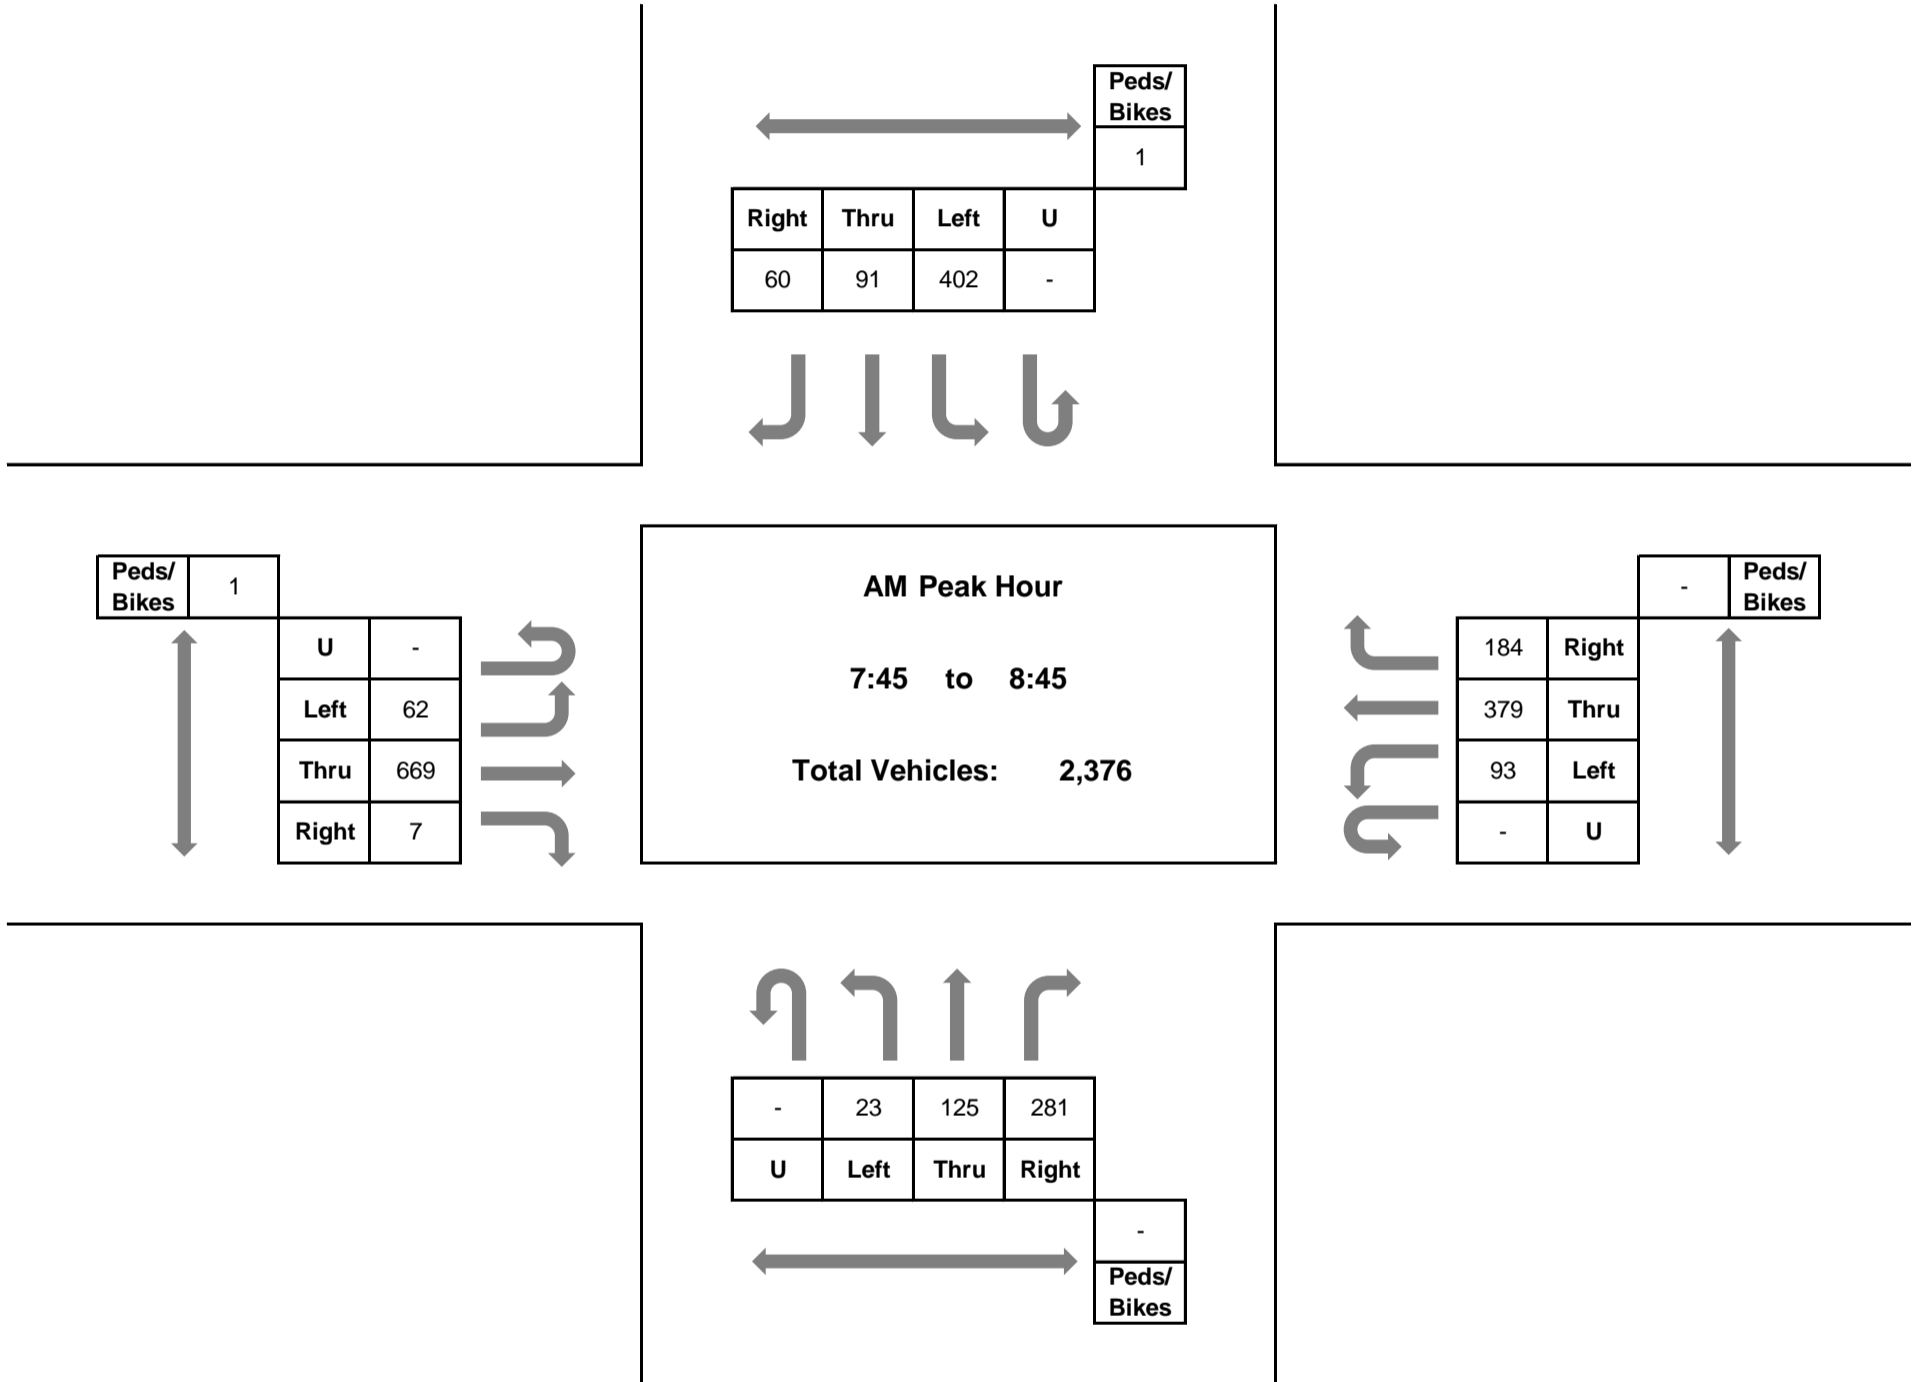 Peds/
Bikes
1
Right Thru Left U
60 91 402 -
Peds/
Bikes
1
U -
Left 62
Thru 669
Right 7
AM Peak Hour
7:45 to 8:45
Total Vehicles: 2,376
- Peds/
Bikes
184 Right
379 Thru
93 Left
- U
- 23 125 281
U Left Thru Right
-
Peds/
Bikes